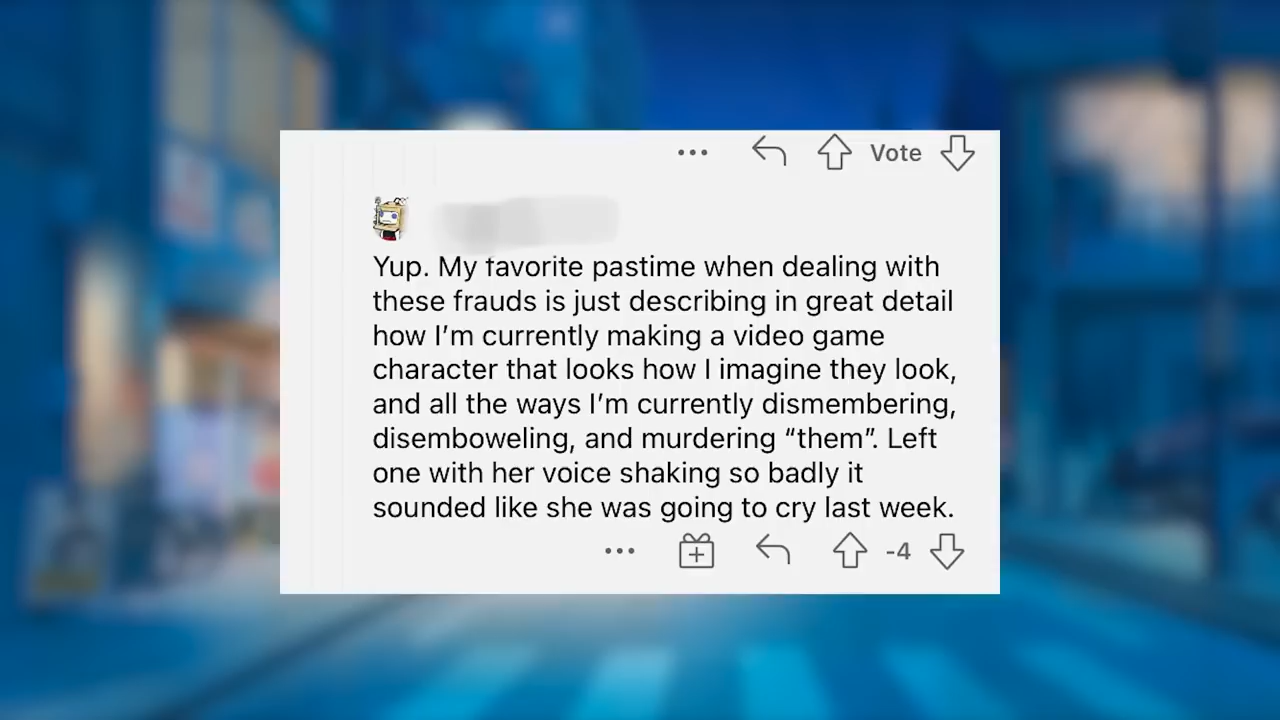 Vote
Yup. My favorite pastime when dealing with
these frauds is just describing in great detail
how I’m currently making a video game
character that looks how I imagine they look,
and all the ways I’m currently dismembering,
disemboweling, and murdering “them”. Left
one with her voice shaking so badly it
sounded like she was going to cry last week.
-4